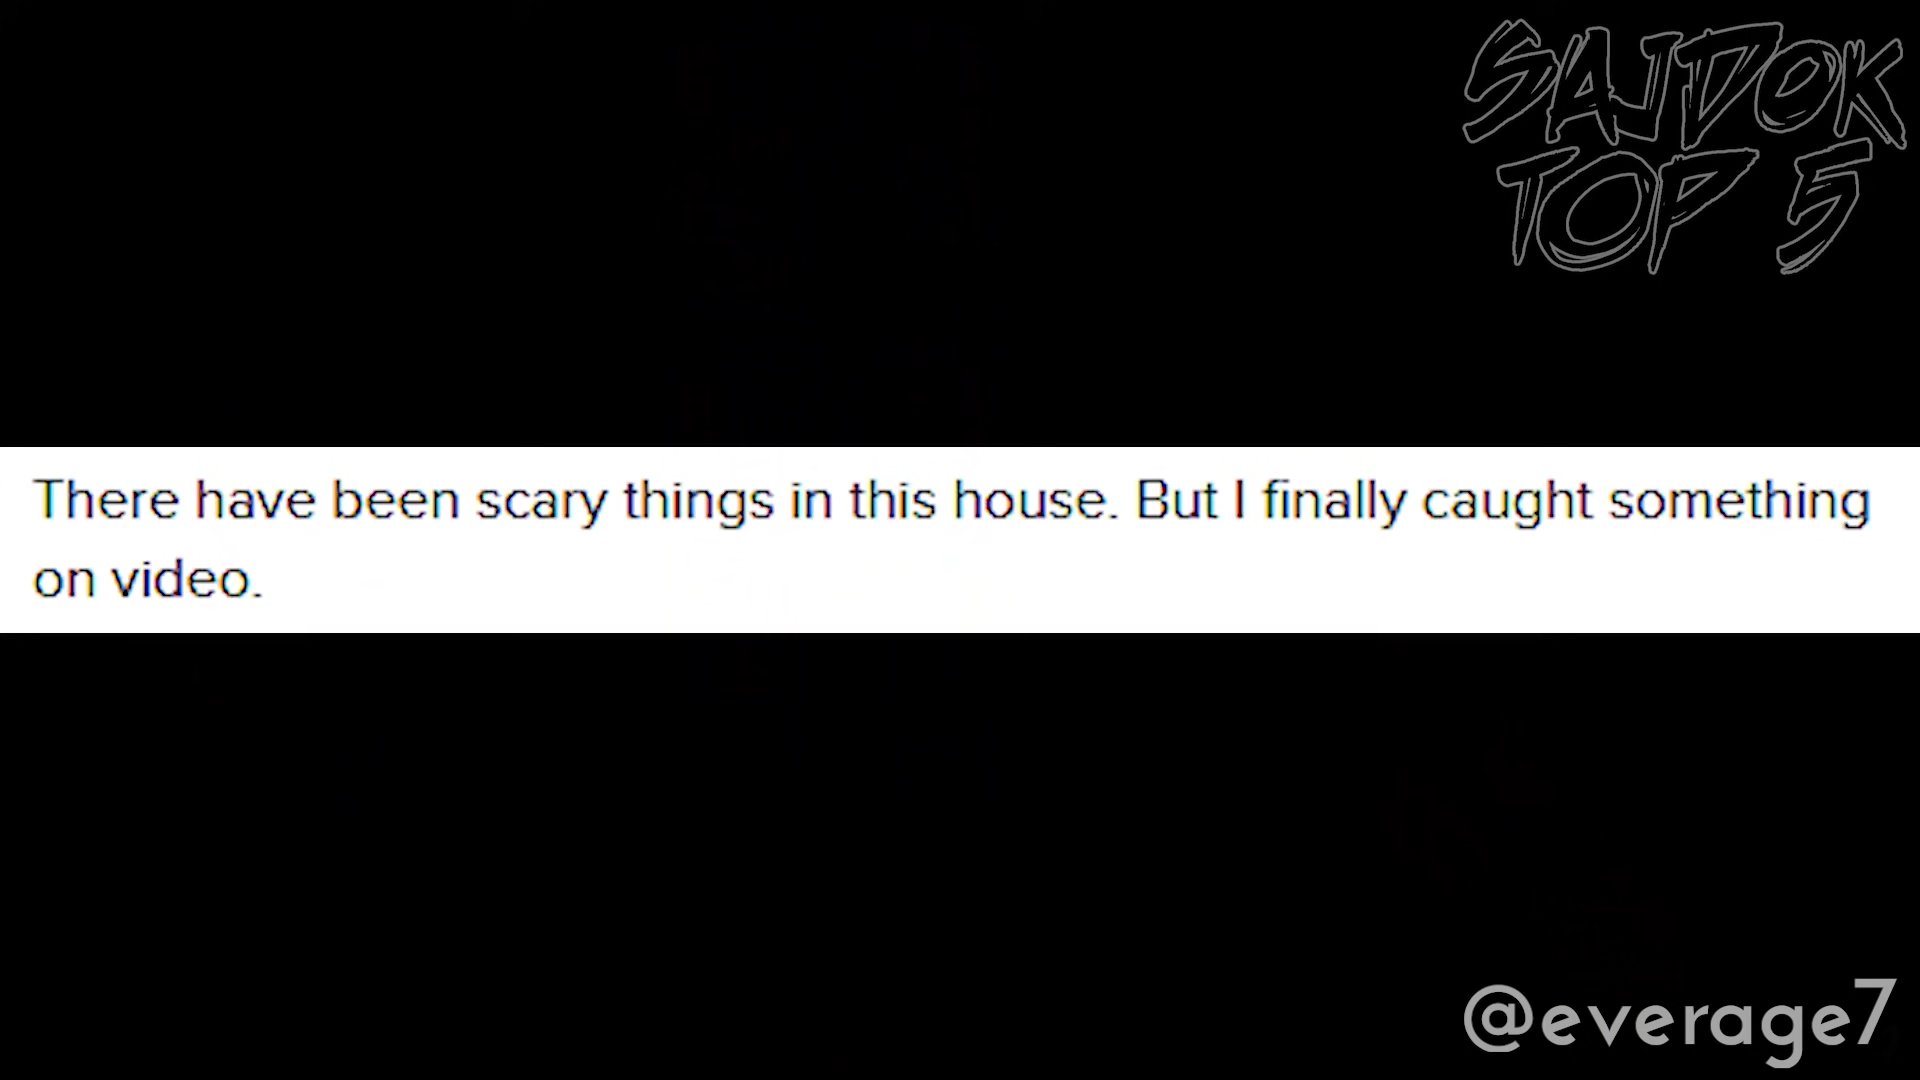 SAJDOK
TOP 5
There have been scary things in this house. But I finally caught something
on video.
@everage7